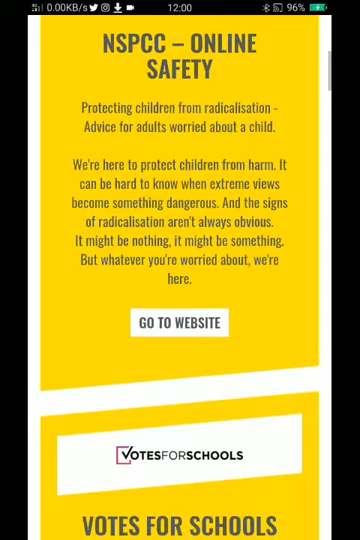 0.00KB/s 12:00 96%
NSPCC – ONLINE
SAFETY
Protecting children from radicalisation -
Advice for adults worried about a child.
We're here to protect children from harm. It
can be hard to know when extreme views
become something dangerous. And the signs
of radicalisation aren't always obvious.
It might be nothing, it might be something.
But whatever you're worried about, we're
here.
GO TO WEBSITE
VOTESFORSCHOOLS
VOTES FOR SCHOOLS